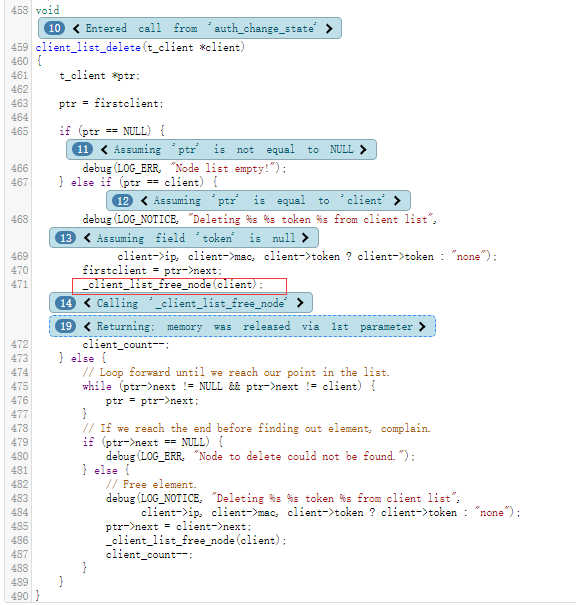 458 void
10 < Entered call from 'auth_change_state' >
459 client_list_delete(t_client *client)
460 {
461     t_client *ptr;
462
463     ptr = firstclient;
464
465     if (ptr == NULL) {
11 < Assuming 'ptr' is not equal to NULL >
466         debug(LOG_ERR, "Node list empty!");
467     } else if (ptr == client) {
12 < Assuming 'ptr' is equal to 'client' >
468         debug(LOG_NOTICE, "Deleting %s %s token %s from client list",
13 < Assuming field 'token' is null >
469               client->ip, client->mac, client->token ? client->token : "none");
470         firstclient = ptr->next;
471         _client_list_free_node(client);
14 < Calling '_client_list_free_node' >
19 < Returning; memory was released via 1st parameter >
472         client_count--;
473     } else {
474         // Loop forward until we reach our point in the list.
475         while (ptr->next != NULL && ptr->next != client) {
476             ptr = ptr->next;
477         }
478         // If we reach the end before finding out element, complain.
479         if (ptr->next == NULL) {
480             debug(LOG_ERR, "Node to delete could not be found.");
481         } else {
482             // Free element.
483             debug(LOG_NOTICE, "Deleting %s %s token %s from client list",
484                   client->ip, client->mac, client->token ? client->token : "none");
485             ptr->next = client->next;
486             _client_list_free_node(client);
487             client_count--;
488         }
489     }
490 }